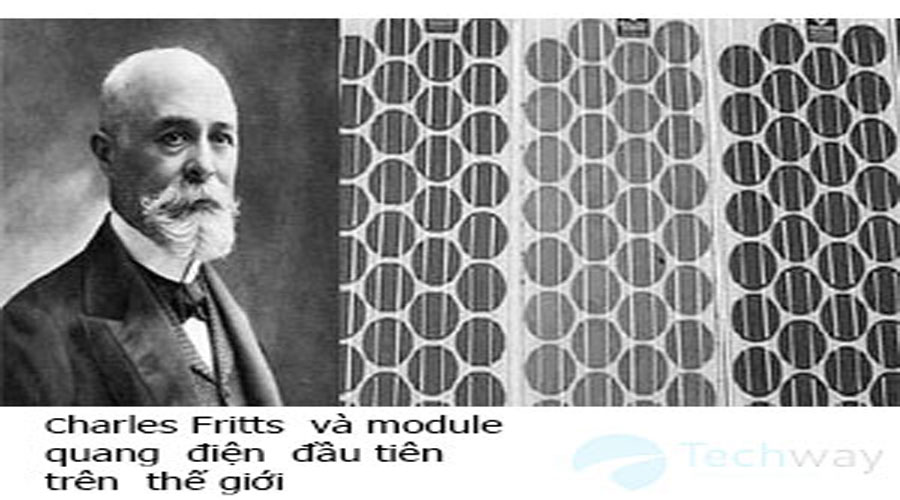 Charles Fritts và module
quang điện đầu tiên
trên thế giới
Techway